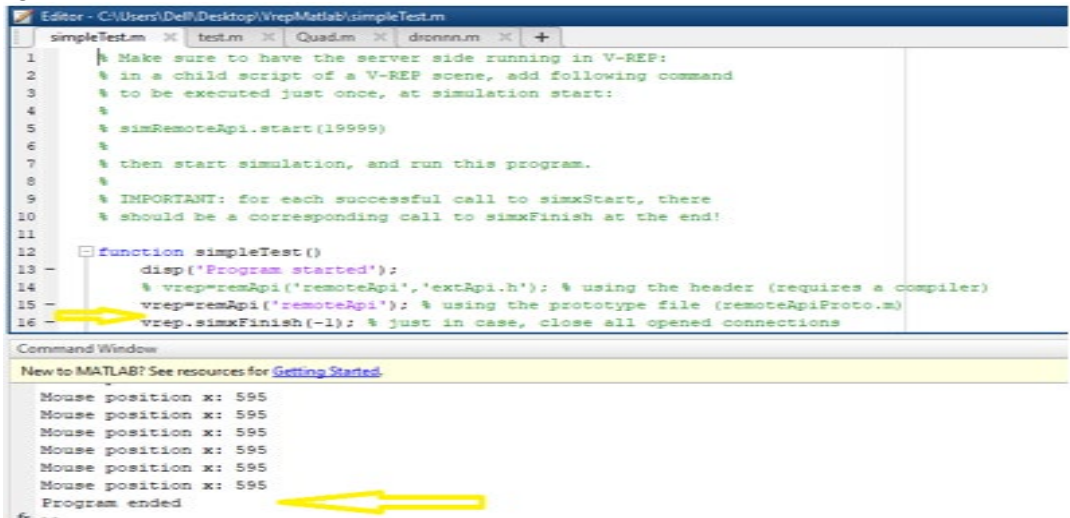 Editor - C:\Users\Dell\Desktop\VrepMatlab\simpleTest.m
simpleTest.m × test.m × Quad.m × dronnn.m × +
1 % Make sure to have the server side running in V-REP:
2 % in a child script of a V-REP scene, add following command
3 % to be executed just once, at simulation start:
4 %
5 % simRemoteApi.start(19999)
6 %
7 % then start simulation, and run this program.
8 %
9 % IMPORTANT: for each successful call to simxStart, there
10 % should be a corresponding call to simxFinish at the end!
11
12 function simpleTest()
13 - disp('Program started');
14 % vrep=remApi('remoteApi','extApi.h'); % using the header (requires a compiler)
15 - vrep=remApi('remoteApi'); % using the prototype file (remoteApiProto.m)
16 - vrep.simxFinish(-1); % just in case, close all opened connections
Command Window
New to MATLAB? See resources for Getting Started.
Mouse position x: 595
Mouse position x: 595
Mouse position x: 595
Mouse position x: 595
Mouse position x: 595
Mouse position x: 595
Program ended